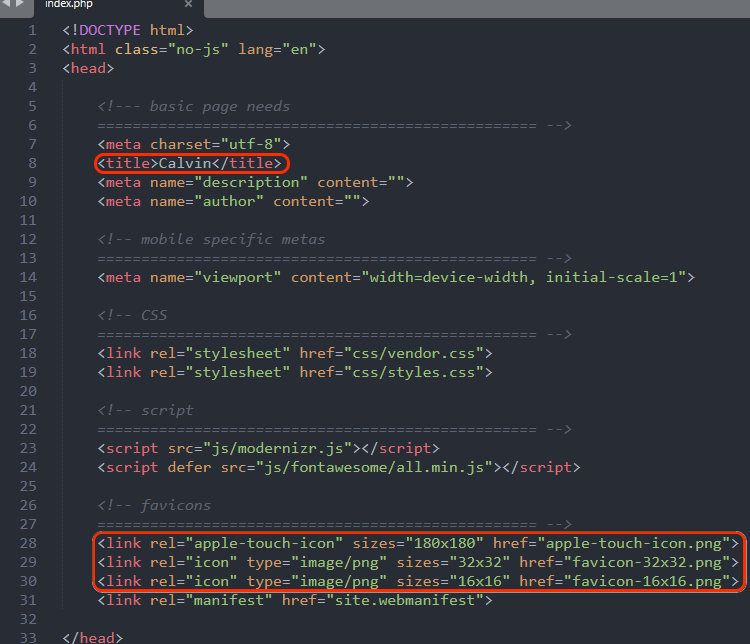 index.php ×
1 <!DOCTYPE html>
2 <html class="no-js" lang="en">
3 <head>
4
5 <!--- basic page needs
6 ================================================== -->
7 <meta charset="utf-8">
8 <title>Calvin</title>
9 <meta name="description" content="">
10 <meta name="author" content="">
11
12 <!-- mobile specific metas
13 ================================================== -->
14 <meta name="viewport" content="width=device-width, initial-scale=1">
15
16 <!-- CSS
17 ================================================== -->
18 <link rel="stylesheet" href="css/vendor.css">
19 <link rel="stylesheet" href="css/styles.css">
20
21 <!-- script
22 ================================================== -->
23 <script src="js/modernizr.js"></script>
24 <script defer src="js/fontawesome/all.min.js"></script>
25
26 <!-- favicons
27 ================================================== -->
28 <link rel="apple-touch-icon" sizes="180x180" href="apple-touch-icon.png">
29 <link rel="icon" type="image/png" sizes="32x32" href="favicon-32x32.png">
30 <link rel="icon" type="image/png" sizes="16x16" href="favicon-16x16.png">
31 <link rel="manifest" href="site.webmanifest">
32
33 </head>